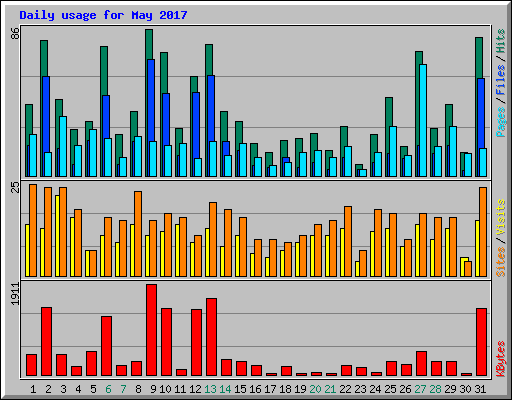 Daily usage for May 2017
86
Pages / Files / Hits
25
Sites / Visits
1911
KBytes
1 2 3 4 5 6 7 8 9 10 11 12 13 14 15 16 17 18 19 20 21 22 23 24 25 26 27 28 29 30 31